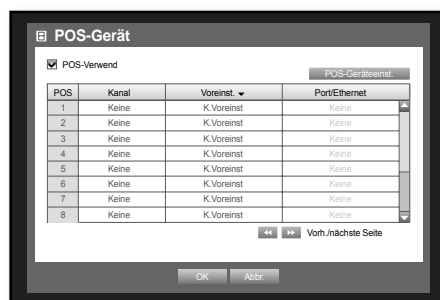 POS-Gerät
POS-Verwend
POS-Geräteeinst.
POS Kanal Voreinst. Port/Ethernet
1 Keine K.Voreinst Keine
2 Keine K.Voreinst Keine
3 Keine K.Voreinst Keine
4 Keine K.Voreinst Keine
5 Keine K.Voreinst Keine
6 Keine K.Voreinst Keine
7 Keine K.Voreinst Keine
8 Keine K.Voreinst Keine
Vorh./nächste Seite
OK Abbr.